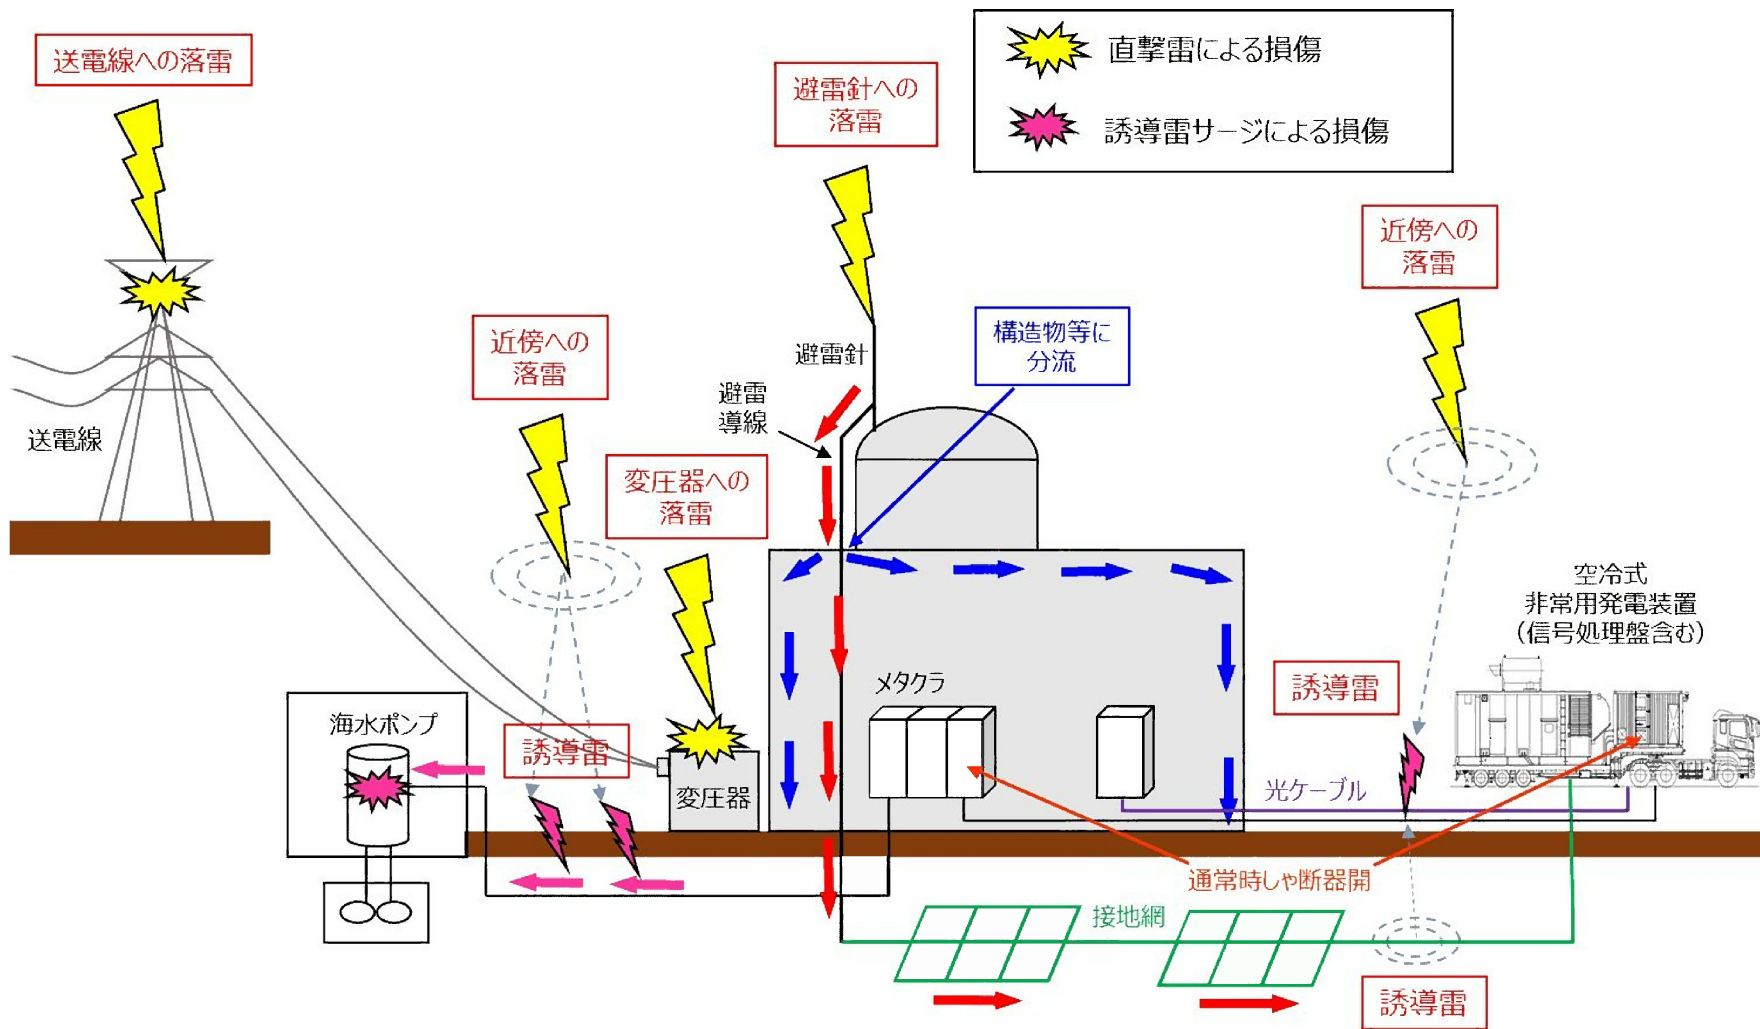 送電線への落雷
避雷針への
落雷
直撃雷による損傷
誘導雷サージによる損傷
近傍への
落雷
近傍への
落雷
構造物等に
分流
避雷針
避雷
導線
送電線
変圧器への
落雷
空冷式
非常用発電装置
(信号処理盤含む)
誘導雷
メタクラ
海水ポンプ
誘導雷
変圧器
光ケーブル
通常時しゃ断器開
接地網
誘導雷